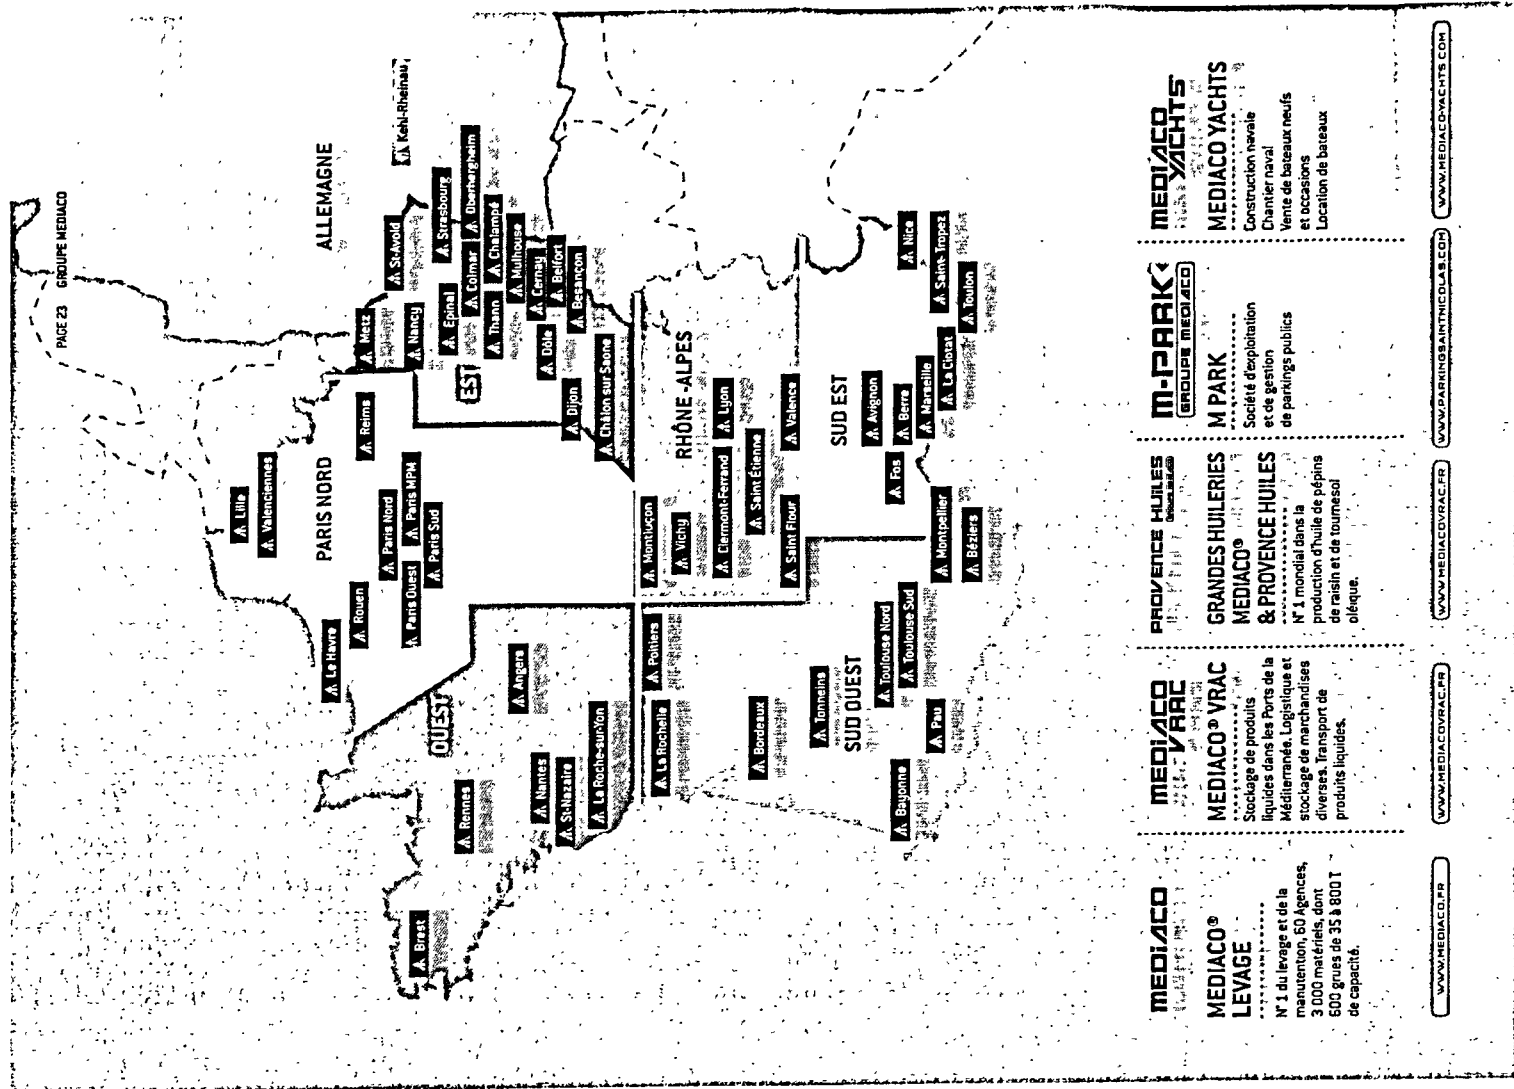 PAGE 23 GROUPE MEDIACO
ALLEMAGNE
Kehl-Rheinau
Lille
Valenciennes
PARIS NORD
Le Havre
Rouen
Reims
Paris Nord
Paris Ouest
Paris MPM
Paris Sud
Metz
St-Avold
Nancy
Strasbourg
Epinal
EST
Colmar
Oberhergheim
Thann
Chalempé
Mulhouse
Cernay
Belfort
Dôle
Besançon
Dijon
Châlon sur Saone
OUEST
Brest
Rennes
Angers
Nantes
St-Nazaire
La Roche-sur-Yon
La Rochelle
Poitiers
Montluçon
Vichy
RHÔNE-ALPES
Clermont-Ferrand
Lyon
Saint Étienne
Saint Flour
Valence
Bordeaux
Tonneins
SUD OUEST
Toulouse Nord
Toulouse Sud
Bayonne
Pau
SUD EST
Avignon
Fos
Berre
Marseille
La Ciotat
Nice
Saint-Tropez
Toulon
Montpellier
Béziers
MEDIACO
MEDIACO®
LEVAGE
N°1 du levage et de la
manutention, 60 Agences,
3 000 matériels, dont
600 grues de 35 à 800 T
de capacité.
WWW.MEDIACO.FR
MEDIACO
VRAC
MEDIACO® VRAC
Stockage de produits
liquides dans les Ports de la
Méditerranée. Logistique et
stockage de marchandises
diverses. Transport de
produits liquides.
WWW.MEDIACOVRAC.FR
PROVENCE HUILES
GRANDES HUILERIES
MEDIACO®
& PROVENCE HUILES
N°1 mondial dans la
production d'huile de pépins
de raisin et de tournesol
oléique.
WWW.MEDIACOVRAC.FR
M-PARK
GROUPE MEDIACO
M PARK
Société d'exploitation
et de gestion
de parkings publics
WWW.PARKINGSAINTNICOLAS.COM
MEDIACO
YACHTS
MEDIACO YACHTS
Construction navale
Chantier naval
Vente de bateaux neufs
et occasions
Location de bateaux
WWW.MEDIACO-YACHTS.COM